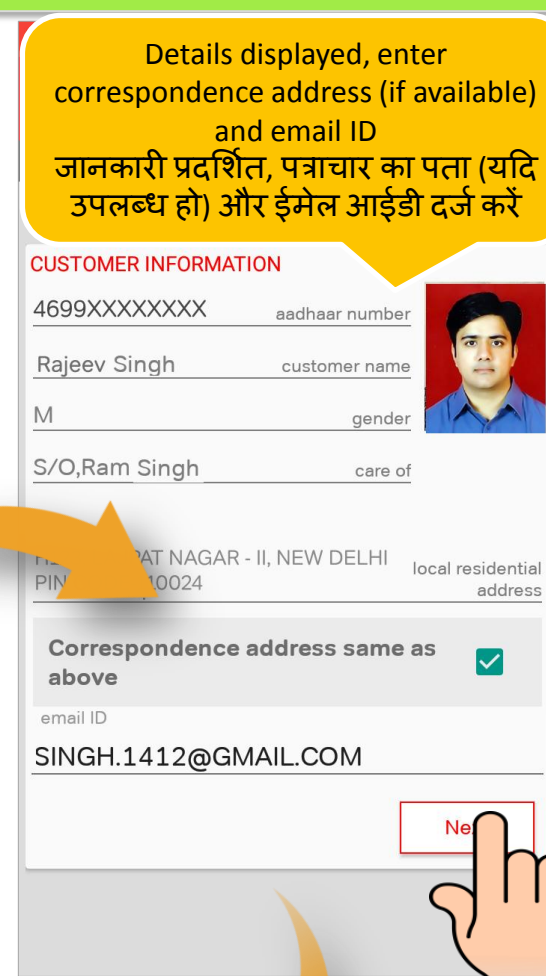 Details displayed, enter
correspondence address (if available)
and email ID
जानकारी प्रदर्शित, पत्राचार का पता (यदि
उपलब्ध हो) और ईमेल आईडी दर्ज करें
CUSTOMER INFORMATION
4699XXXXXXXX aadhaar number
Rajeev Singh customer name
M gender
S/O,Ram Singh care of
NAGAR - II, NEW DELHI local residential
address
Correspondence address same as
above
email ID
SINGH.1412@GMAIL.COM